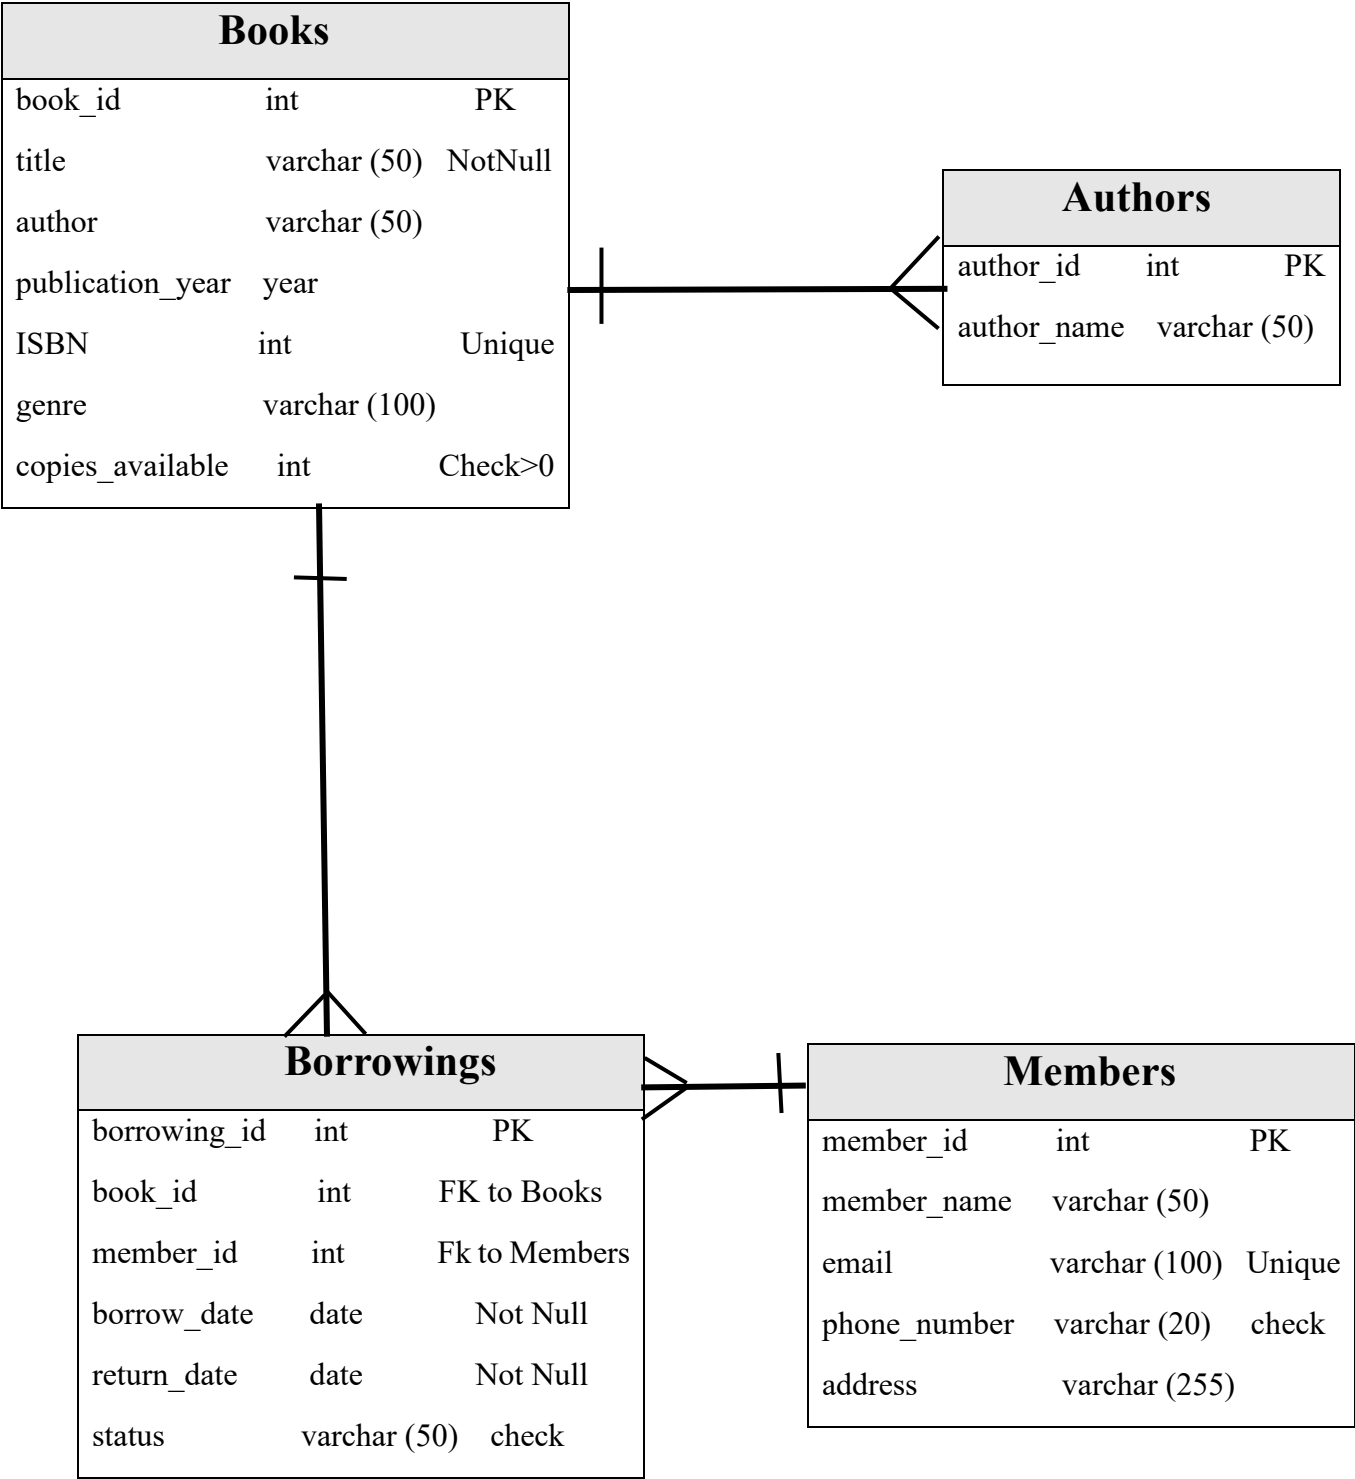 Books
book_id int PK
title varchar (50) NotNull
author varchar (50)
publication_year year
ISBN int Unique
genre varchar (100)
copies_available int Check>0
Authors
author_id int PK
author_name varchar (50)
Borrowings
borrowing_id int PK
book_id int FK to Books
member_id int Fk to Members
borrow_date date Not Null
return_date date Not Null
status varchar (50) check
Members
member_id int PK
member_name varchar (50)
email varchar (100) Unique
phone_number varchar (20) check
address varchar (255)